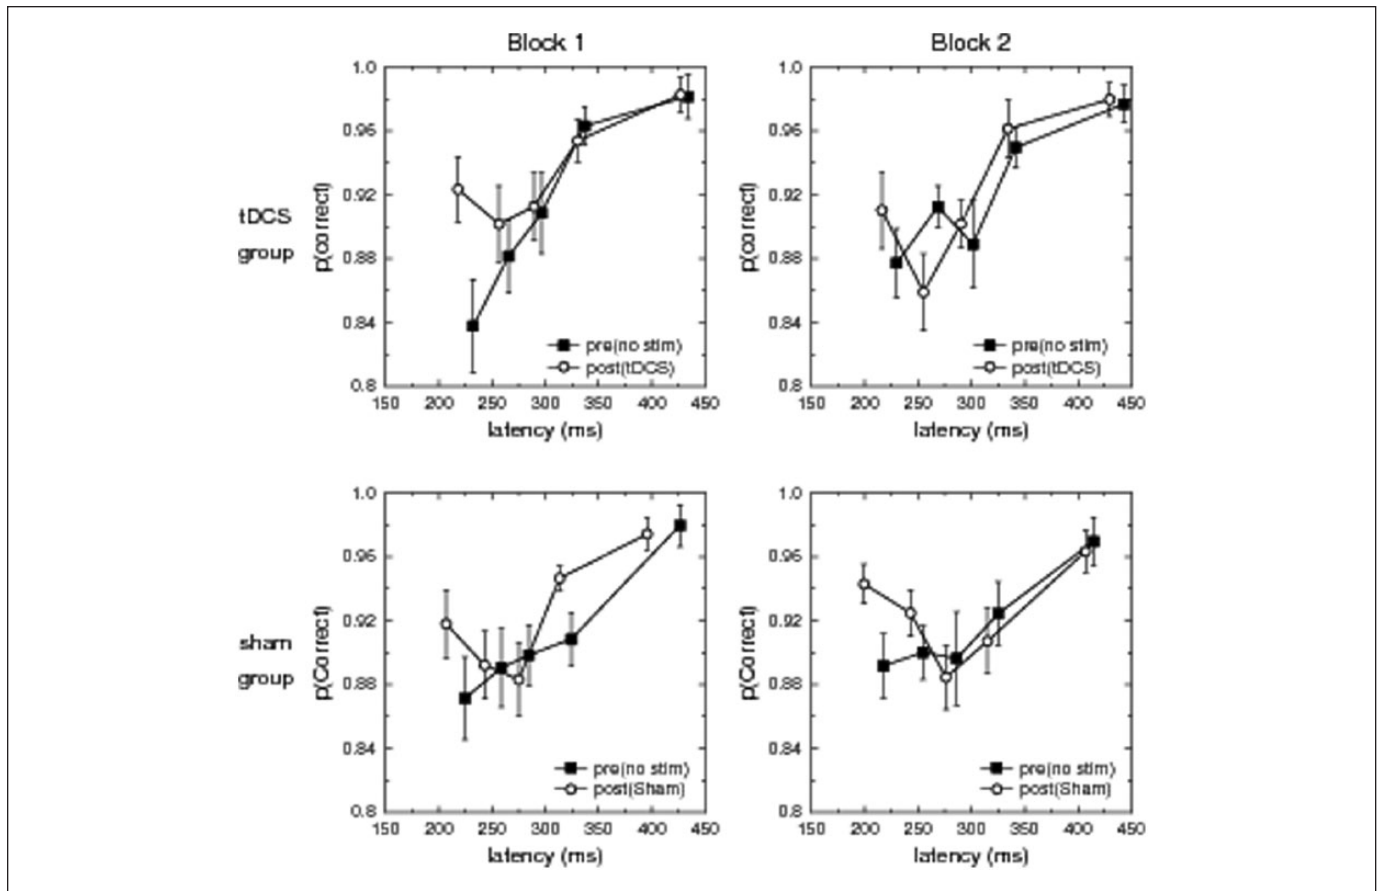 Block 1
Block 2
tDCS
group
p(correct)
1.0
0.96
0.92
0.88
0.84
0.8
pre(no stim)
post(tDCS)
150 200 250 300 350 400 450
latency (ms)
p(correct)
1.0
0.96
0.92
0.88
0.84
0.8
pre(no stim)
post(tDCS)
150 200 250 300 350 400 450
latency (ms)
sham
group
p(Correct)
1.0
0.96
0.92
0.88
0.84
0.8
pre(no stim)
post(Sham)
150 200 250 300 350 400 450
latency (ms)
p(Correct)
1.0
0.96
0.92
0.88
0.84
0.8
pre(no stim)
post(Sham)
150 200 250 300 350 400 450
latency (ms)